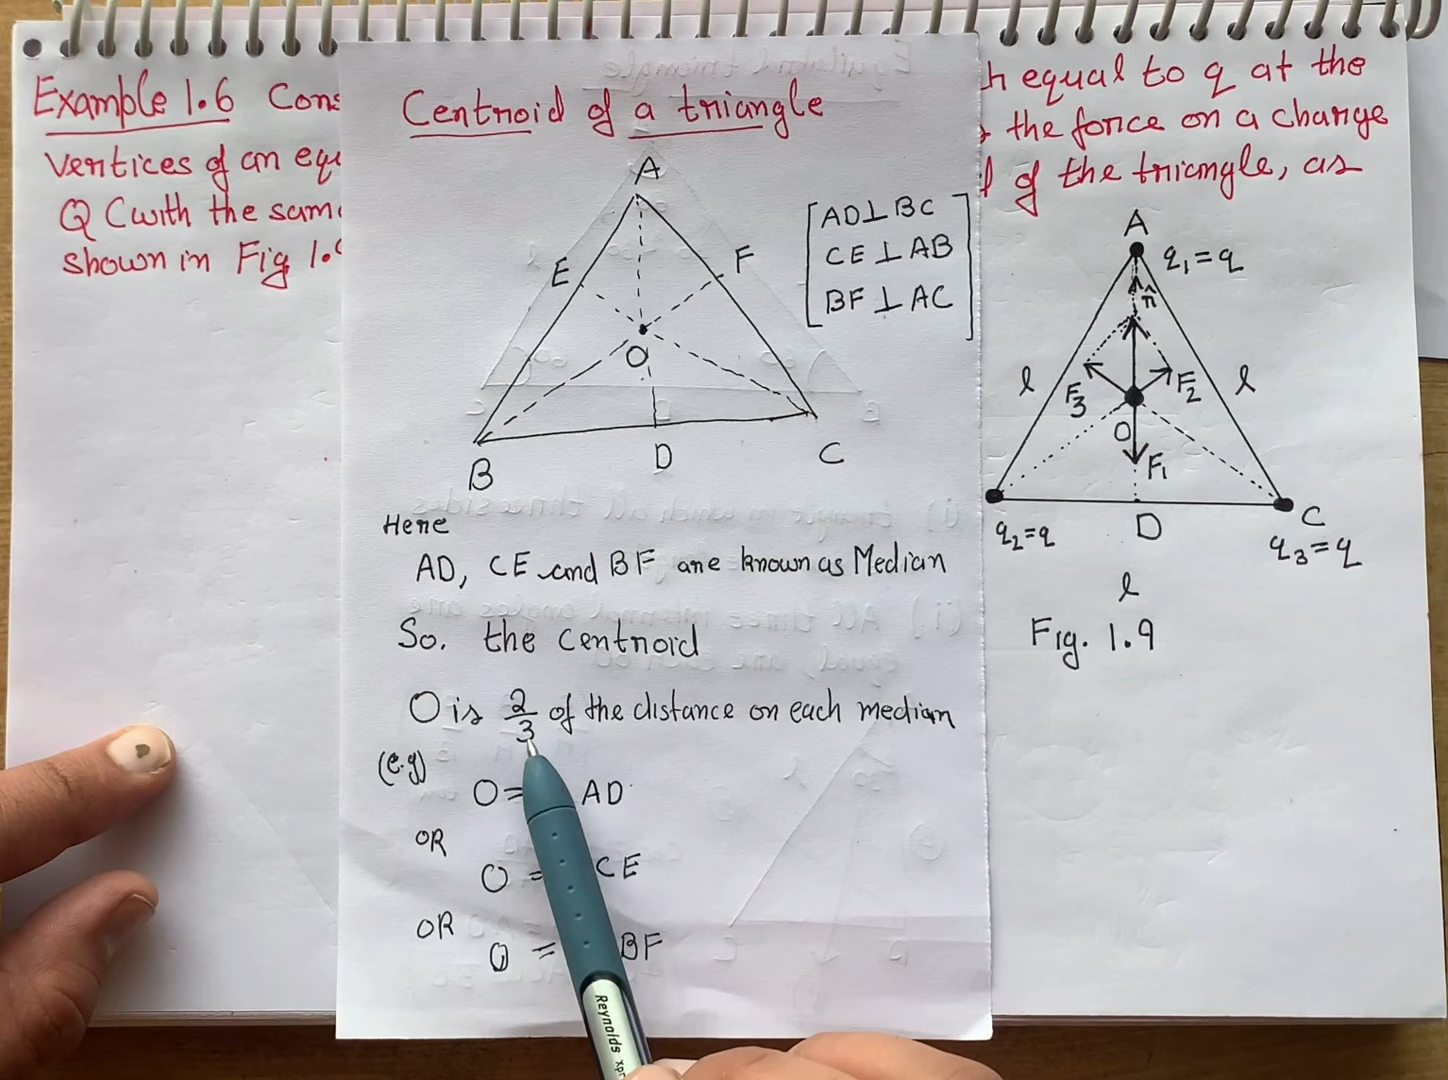 Example 1.6 Cons
vertices of an equ
Q (with the same
shown in Fig 1.9
Centroid of a triangle
A
E
F
O
B
D
C
AD⊥BC
CE⊥AB
BF⊥AC
Here
AD, CE and BF are known as Median
So. the centroid
O is 2/3 of the distance on each median
(e.g)
O= AD
OR
O = CE
OR
O = BF
h equal to q at the
the force on a charge
of the triangle, as
A
q₁=q
n̂
l
l
F₃
F₂
O
F₁
q₂=q
D
C
q₃=q
l
Fig. 1.9
Reynolds